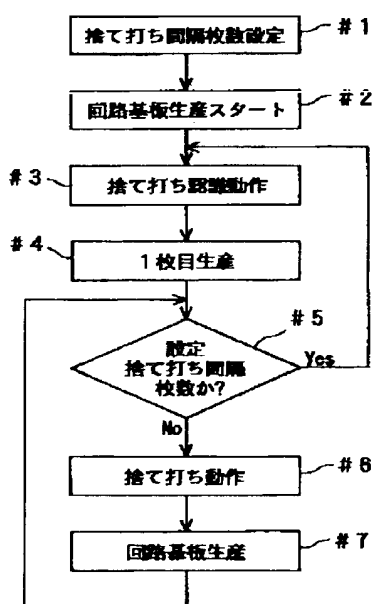 捨て打ち間隔枚数設定
#1
回路基板生産スタート
#2
#3
捨て打ち認識動作
#4
1枚目生産
#5
設定
捨て打ち間隔
枚数か?
Yes
No
捨て打ち動作
#6
回路基板生産
#7